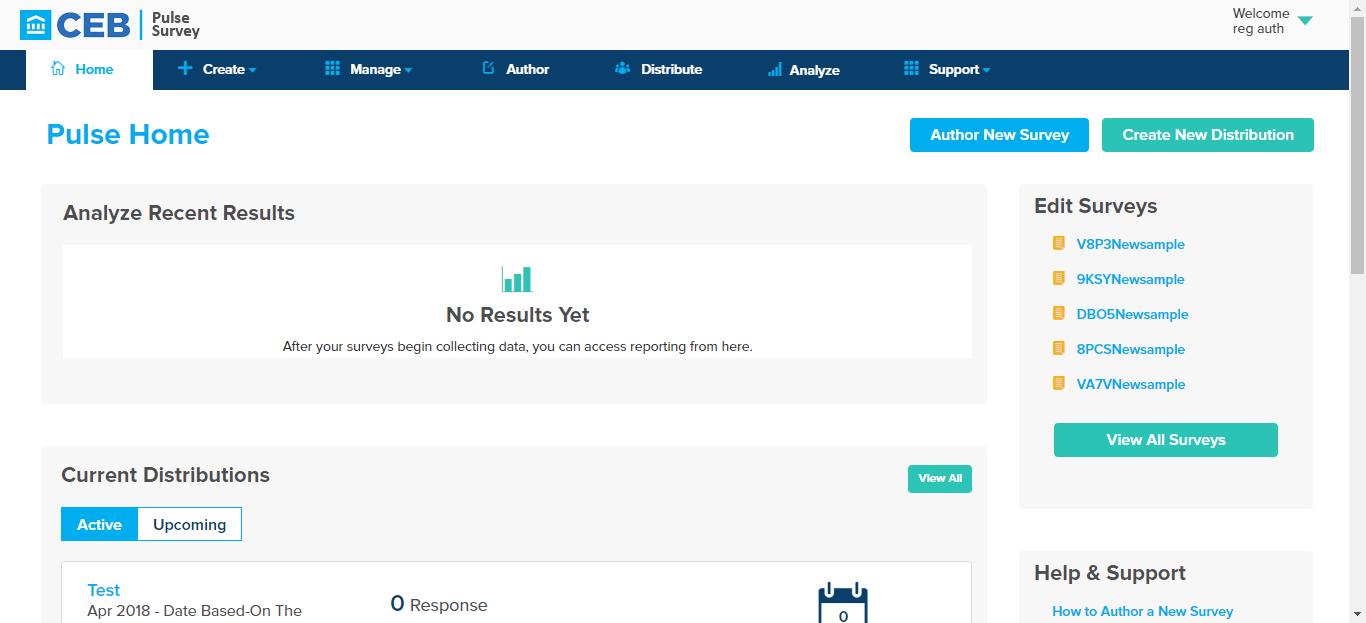 CEB
Pulse
Survey
Welcome
reg auth
Home
Create
Manage
Author
Distribute
Analyze
Support
Pulse Home
Author New Survey
Create New Distribution
Analyze Recent Results
No Results Yet
After your surveys begin collecting data, you can access reporting from here.
Edit Surveys
V8P3Newsample
9KSYNewsample
DBO5Newsample
8PCSNewsample
VA7VNewsample
View All Surveys
Current Distributions
View All
Active
Upcoming
Test
Apr 2018 - Date Based-On The
0 Response
0
Help & Support
How to Author a New Survey